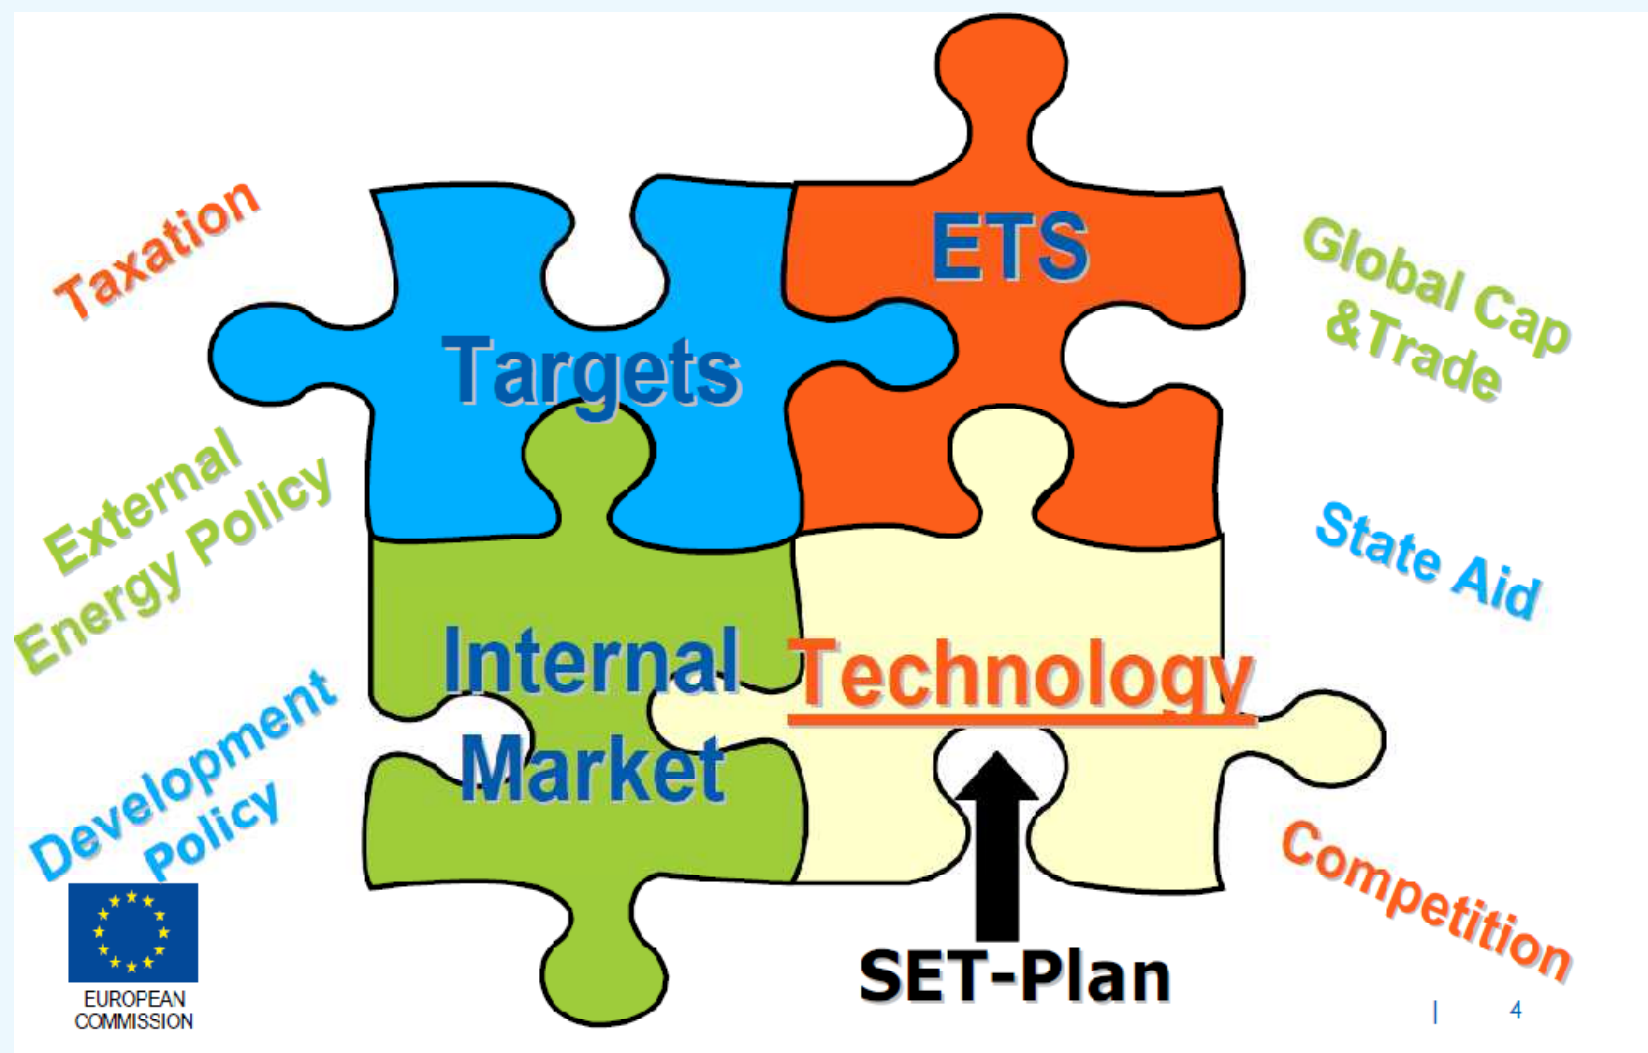 Taxation
ETS
Global Cap
&Trade
Targets
External
Energy Policy
State Aid
Internal
Market
Technology
Development
Policy
Competition
SET-Plan
EUROPEAN
COMMISSION
| 4